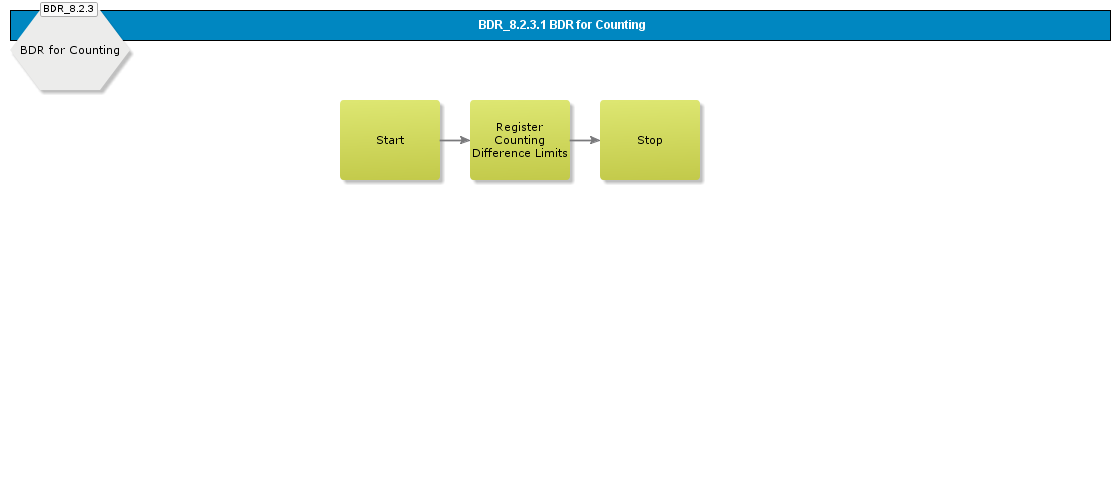 BDR_8.2.3
BDR_8.2.3.1 BDR for Counting
BDR for Counting
Start
Register
Counting
Difference Limits
Stop